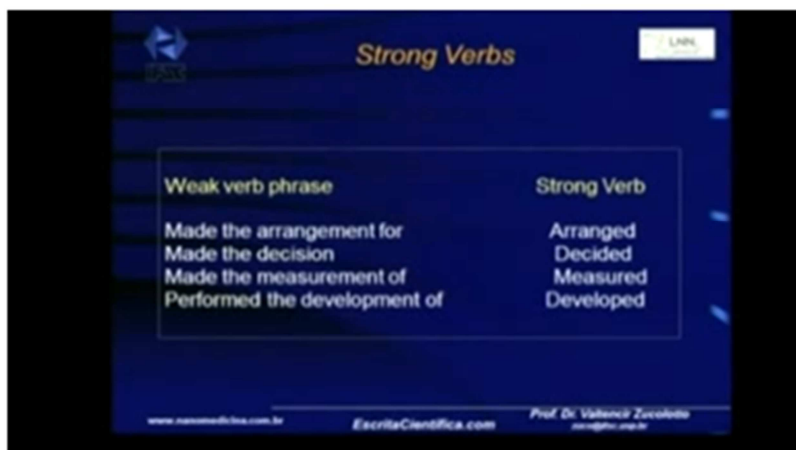 Strong Verbs
LNN
Weak verb phrase Strong Verb
Made the arrangement for Arranged
Made the decision Decided
Made the measurement of Measured
Performed the development of Developed
www.nanomedicina.com.br
EscritaCientifica.com
Prof. Dr. Valtencir Zucolotto